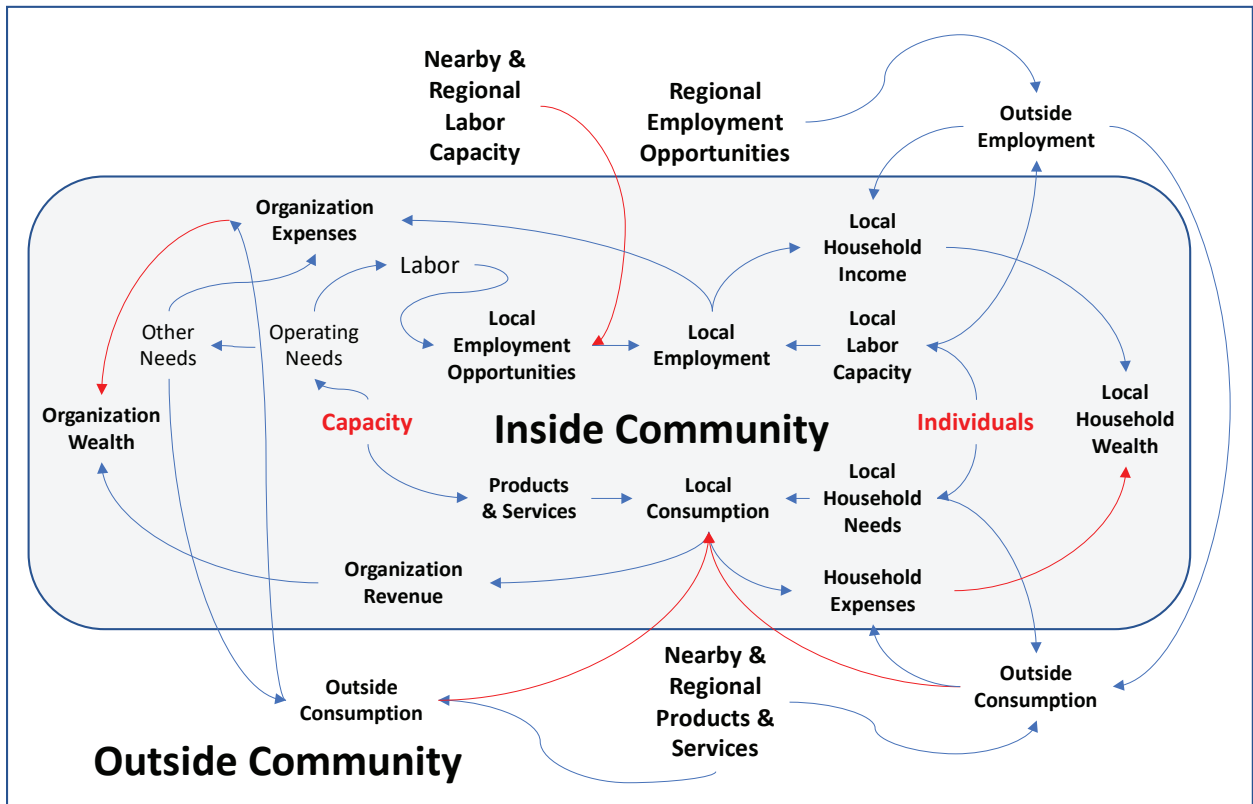 Nearby &
Regional
Labor
Capacity
Regional
Employment
Opportunities
Outside
Employment
Organization
Expenses
Labor
Local
Household
Income
Other
Needs
Operating
Needs
Local
Employment
Opportunities
Local
Employment
Local
Labor
Capacity
Organization
Wealth
Capacity
Inside Community
Individuals
Local
Household
Wealth
Products
& Services
Local
Consumption
Local
Household
Needs
Organization
Revenue
Household
Expenses
Outside
Consumption
Nearby &
Regional
Products &
Services
Outside
Consumption
Outside Community